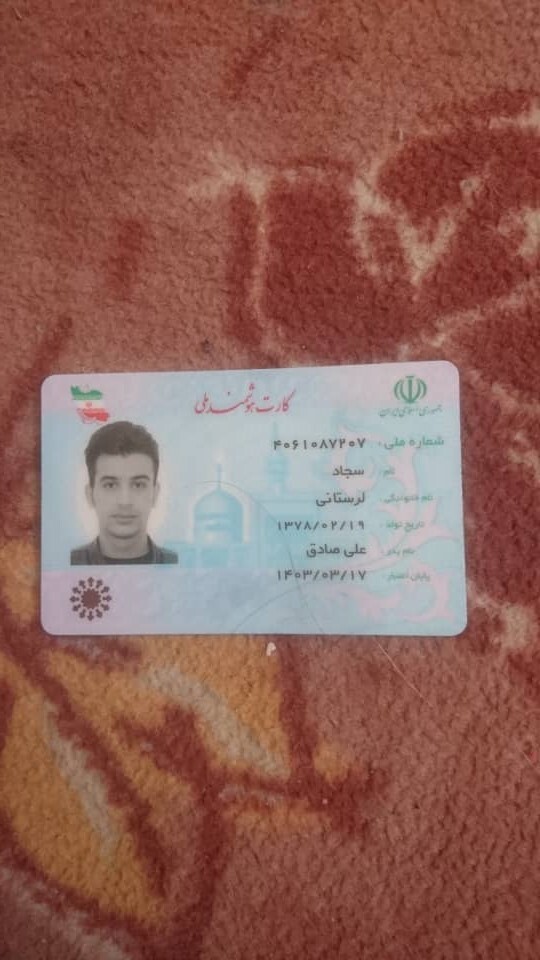 کارت هوشمند ملی
جمهوری اسلامی ایران
شماره ملی: ۴۰۶۱۰۸۷۲۰۷
نام: سجاد
نام خانوادگی: لرستانی
تاریخ تولد: ۱۳۷۸/۰۲/۱۹
نام پدر: علی صادق
پایان اعتبار: ۱۴۰۳/۰۳/۱۷